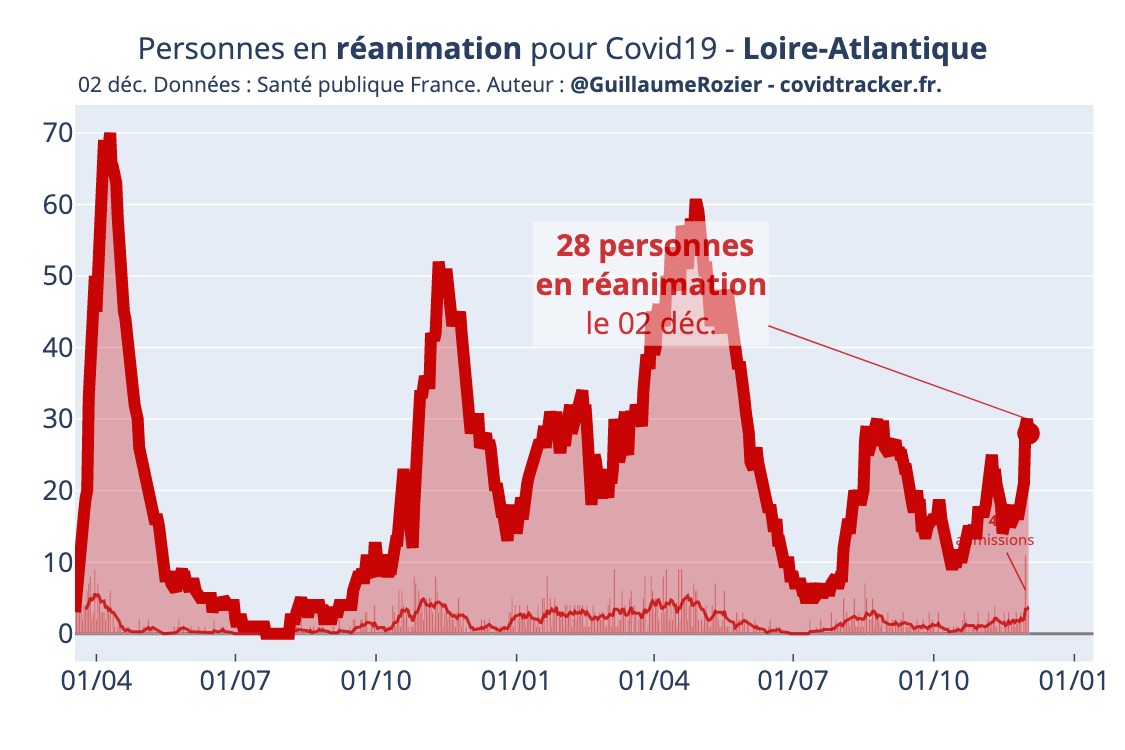 Personnes en réanimation pour Covid19 - Loire-Atlantique
02 déc. Données : Santé publique France. Auteur : @GuillaumeRozier - covidtracker.fr.
70
60
50
40
30
20
10
0
28 personnes
en réanimation
le 02 déc.
admissions
01/04
01/07
01/10
01/01
01/04
01/07
01/10
01/01